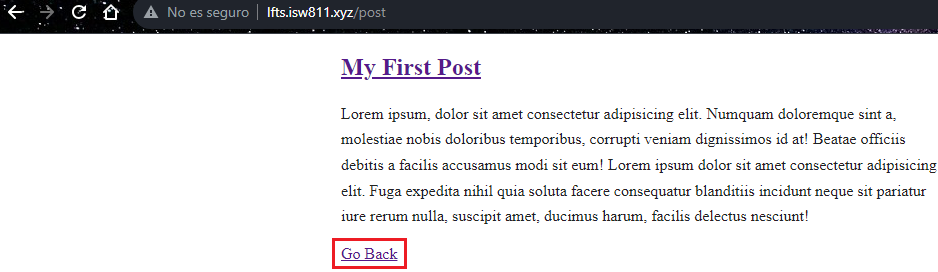 No es seguro | lfts.isw811.xyz/post
My First Post
Lorem ipsum, dolor sit amet consectetur adipisicing elit. Numquam doloremque sint a,
molestiae nobis doloribus temporibus, corrupti veniam dignissimos id at! Beatae officiis
debitis a facilis accusamus modi sit eum! Lorem ipsum dolor sit amet consectetur adipisicing
elit. Fuga expedita nihil quia soluta facere consequatur blanditiis incidunt neque sit pariatur
iure rerum nulla, suscipit amet, ducimus harum, facilis delectus nesciunt!
Go Back